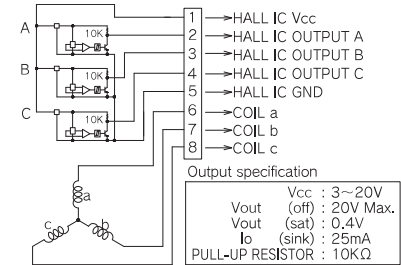 1 →HALL IC Vcc
A 10K 2 →HALL IC OUTPUT A
3 →HALL IC OUTPUT B
B 10K 4 →HALL IC OUTPUT C
5 →HALL IC GND
C 10K 6 →COIL a
7 →COIL b
8 →COIL c
a
c b
Output specification
Vcc : 3~20V
Vout (off) : 20V Max.
Vout (sat) : 0.4V
Io (sink) : 25mA
PULL-UP RESISTOR : 10KΩ